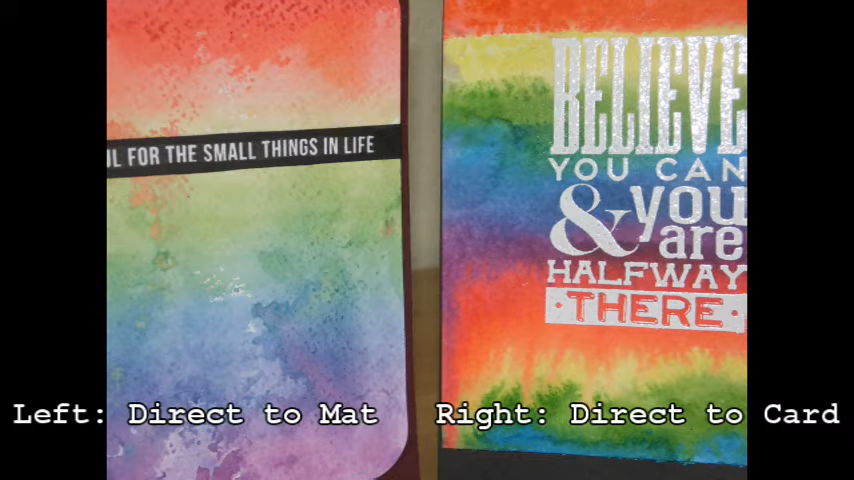 L FOR THE SMALL THINGS IN LIFE
BELIEVE
YOU CAN
& you
are
HALFWAY
• THERE •
Left: Direct to Mat
Right: Direct to Card